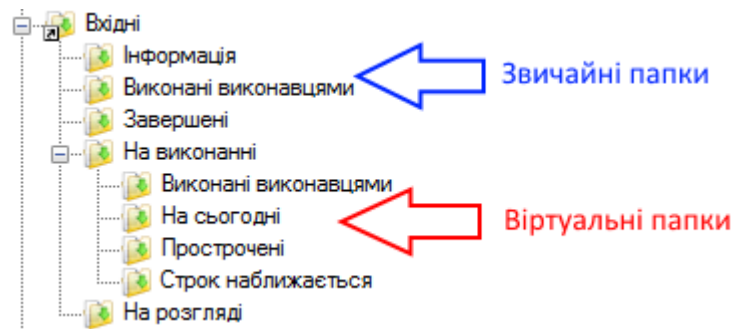 Вхідні
Інформація
Виконані виконавцями
Звичайні папки
Завершені
На виконанні
Виконані виконавцями
На сьогодні
Віртуальні папки
Прострочені
Строк наближається
На розгляді